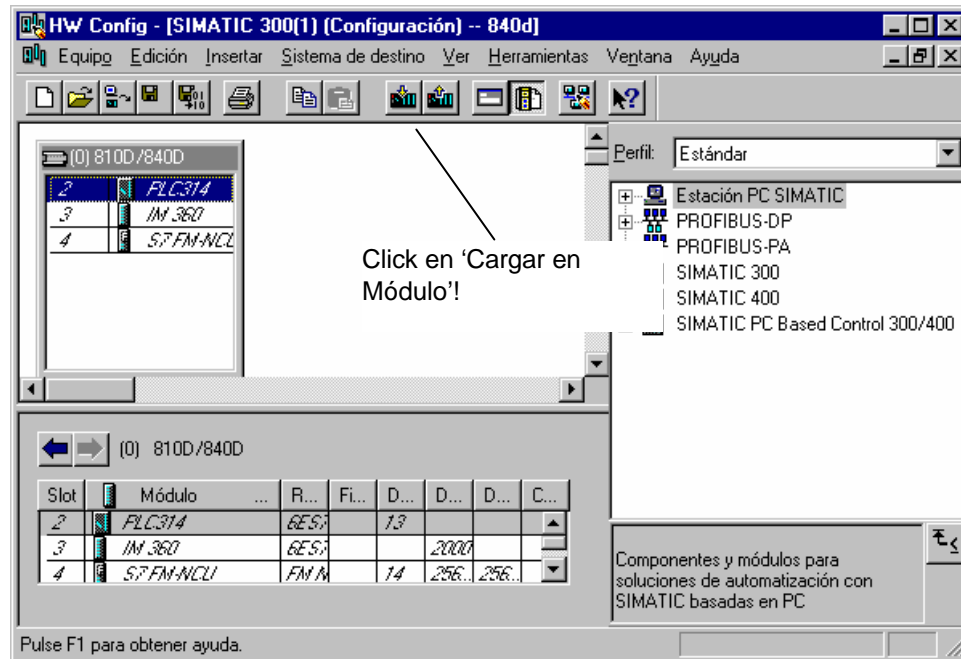 HW Config - [SIMATIC 300(1) (Configuración) -- 840d]
Equipo Edición Insertar Sistema de destino Ver Herramientas Ventana Ayuda
(0) 810D/840D
2 PLC314
3 IM 360
4 S7 FM-NCU
Click en ‘Cargar en
Módulo’!
Perfil: Estándar
Estación PC SIMATIC
PROFIBUS-DP
PROFIBUS-PA
SIMATIC 300
SIMATIC 400
SIMATIC PC Based Control 300/400
(0) 810D/840D
Slot Módulo ... R... Fi... D... D... D... C...
2 PLC314 6ES7 13
3 IM 360 6ES7 2000
4 S7 FM-NCU FM N 14 256... 256...
Componentes y módulos para
soluciones de automatización con
SIMATIC basadas en PC
Pulse F1 para obtener ayuda.